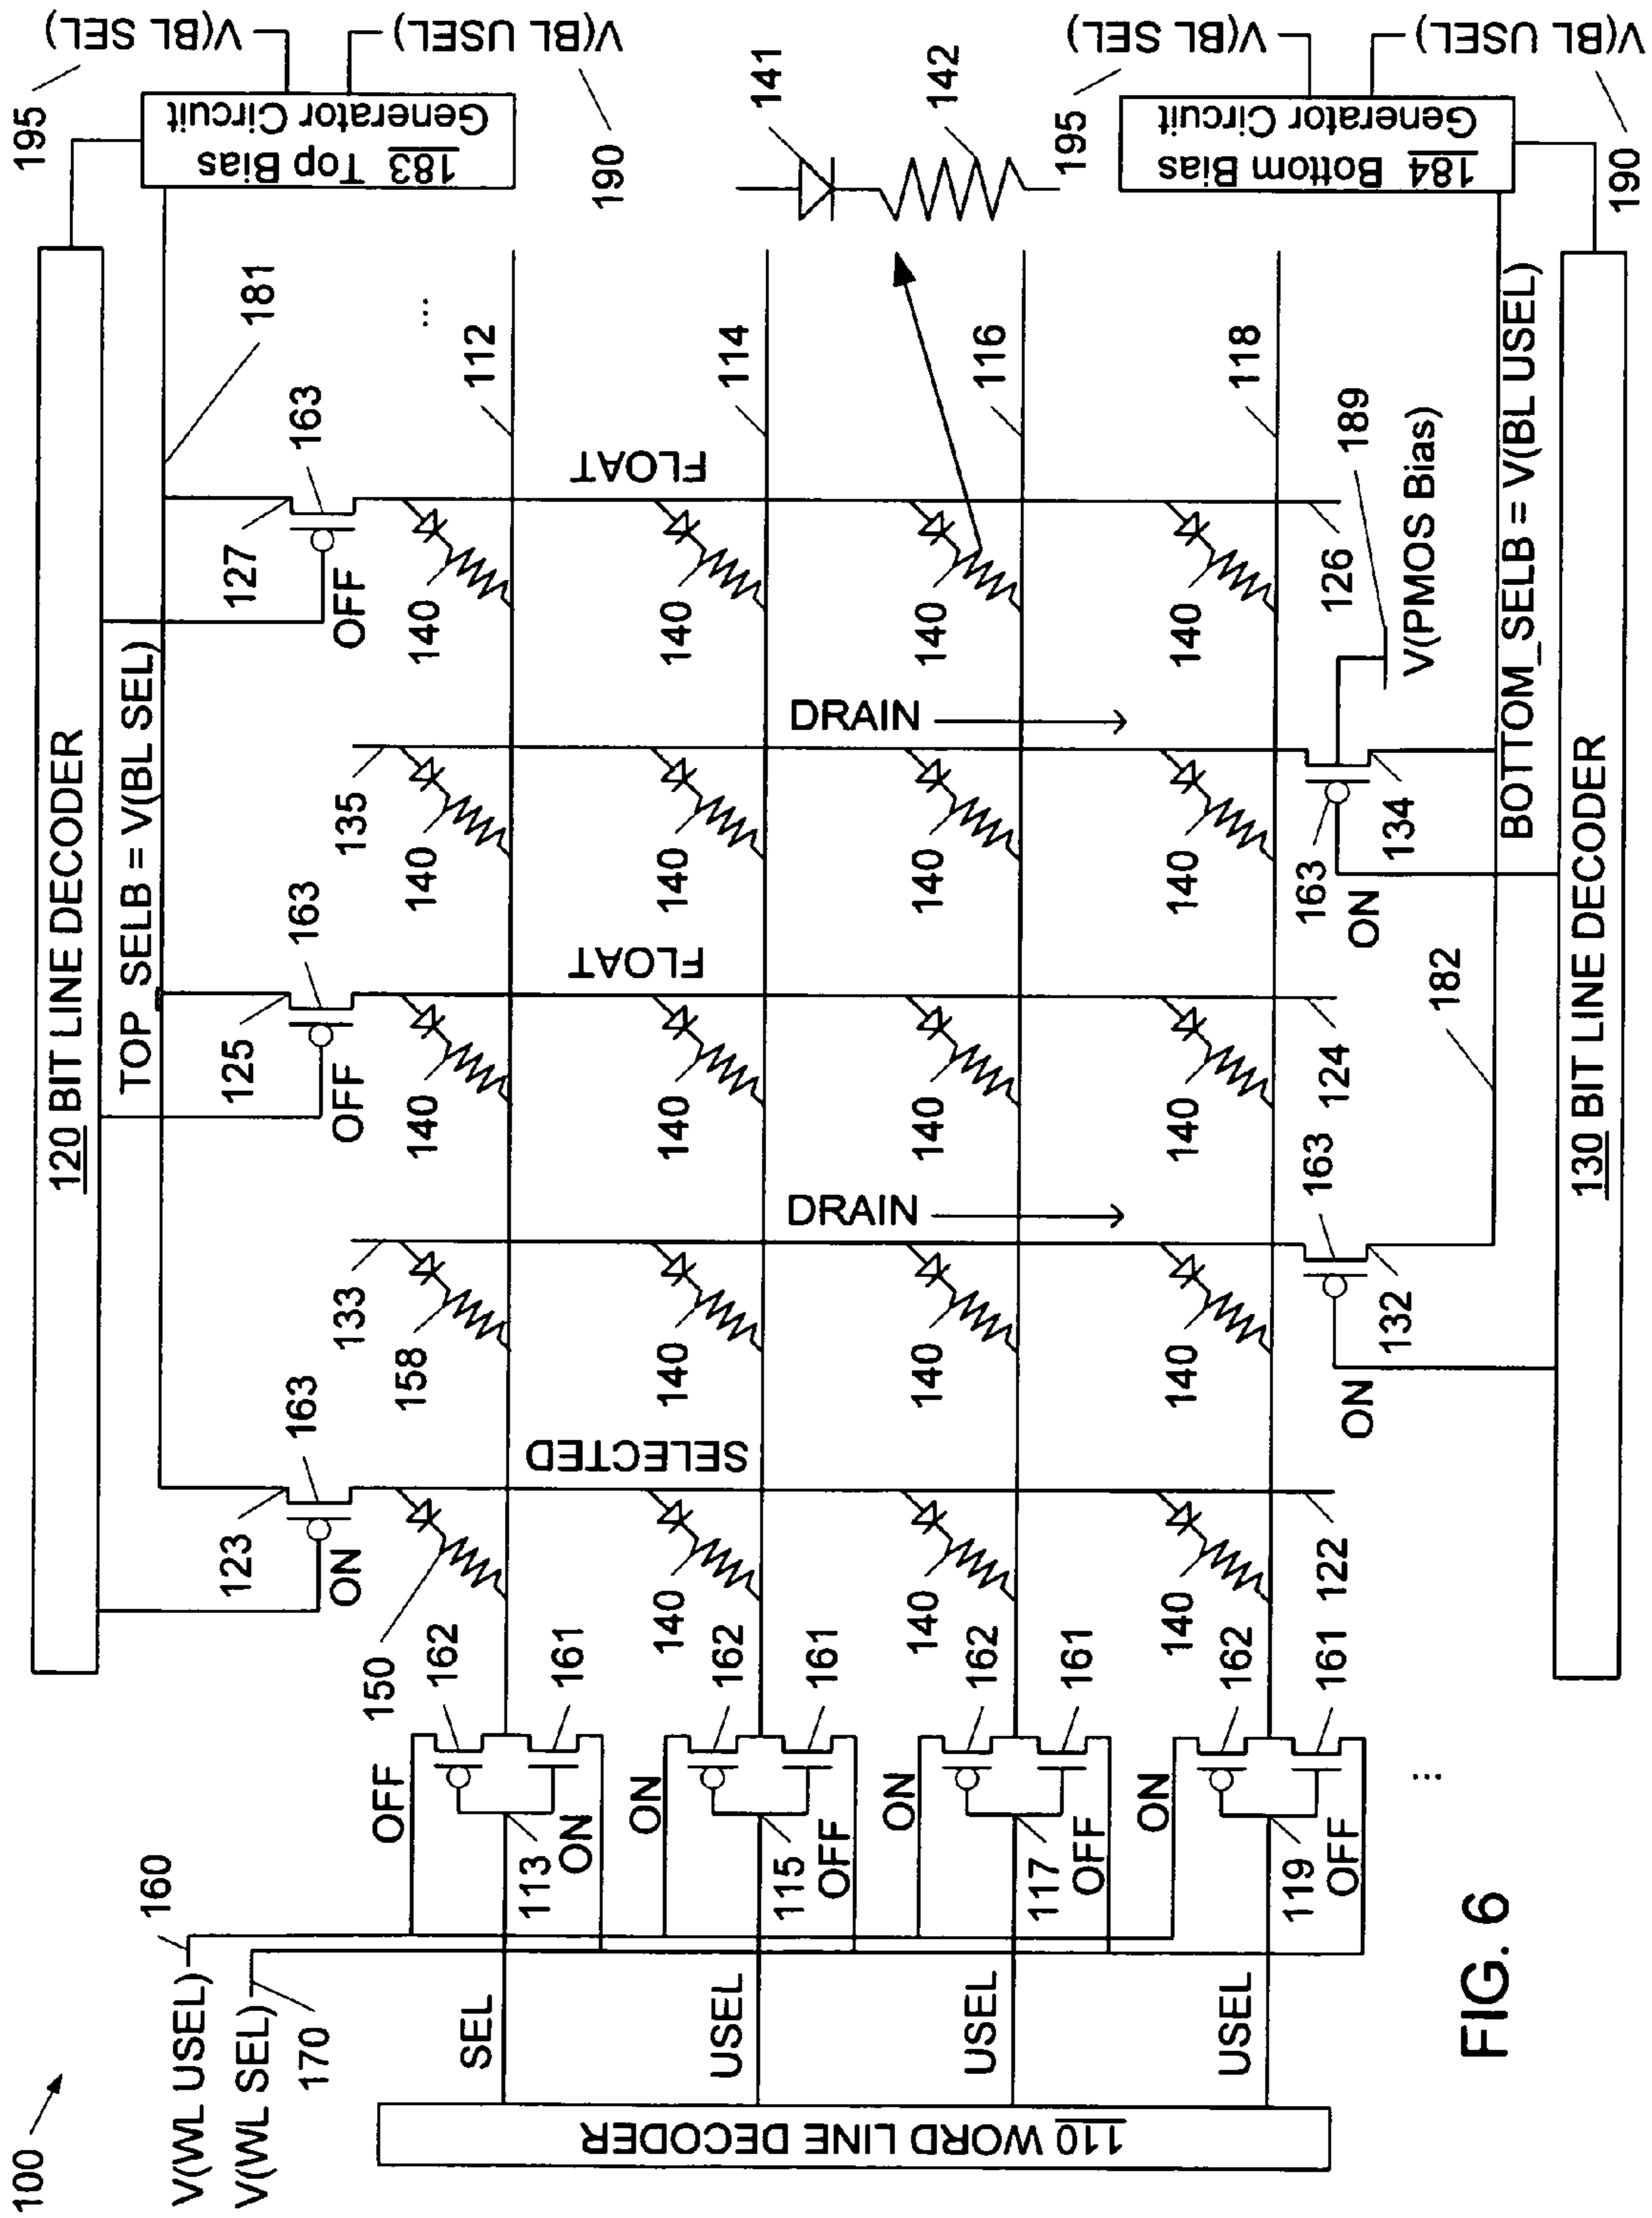 100
V(WL USEL)
160
V(WL SEL)
170
120 BIT LINE DECODER
TOP_SELB = V(BL SEL)
181
195
V(BL SEL)
183 Top Bias
Generator Circuit
V(BL USEL)
190
123
163
ON
125
163
OFF
127
163
OFF
...
110 WORD LINE DECODER
SEL
OFF
162
113
ON
161
150
133
158
140
135
140
140
112
SELECTED
DRAIN
FLOAT
DRAIN
FLOAT
USEL
ON
162
115
OFF
161
140
140
140
140
140
114
141
142
USEL
ON
162
117
OFF
161
140
140
140
140
140
116
USEL
ON
162
119
OFF
161
140
140
140
140
140
118
...
122
ON
132
163
124
182
ON
163
134
126
189
V(PMOS Bias)
BOTTOM_SELB = V(BL USEL)
195
V(BL SEL)
184 Bottom Bias
Generator Circuit
V(BL USEL)
190
130 BIT LINE DECODER
FIG. 6